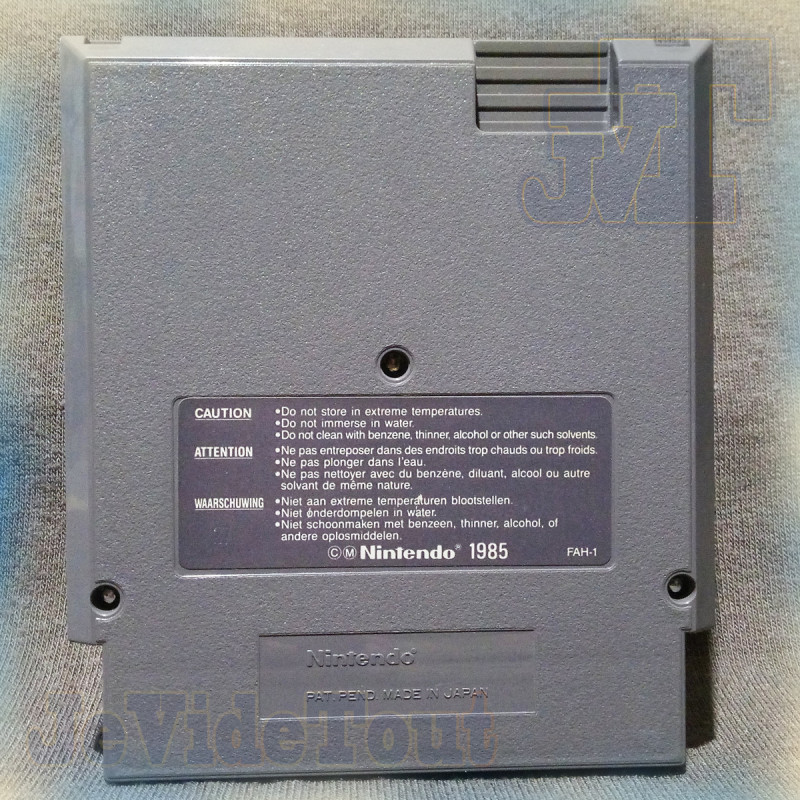 JVT
CAUTION
•Do not store in extreme temperatures.
•Do not immerse in water.
•Do not clean with benzene, thinner, alcohol or other such solvents.
ATTENTION
•Ne pas entreposer dans des endroits trop chauds ou trop froids.
•Ne pas plonger dans l'eau.
•Ne pas nettoyer avec du benzène, diluant, alcool ou autre
solvant de même nature.
WAARSCHUWING
•Niet aan extreme temperaturen blootstellen.
•Niet onderdompelen in water.
•Niet schoonmaken met benzeen, thinner, alcohol, of
andere oplosmiddelen.
©Ⓜ Nintendo® 1985
FAH-1
Nintendo®
PAT. PEND. MADE IN JAPAN
JeVideTout